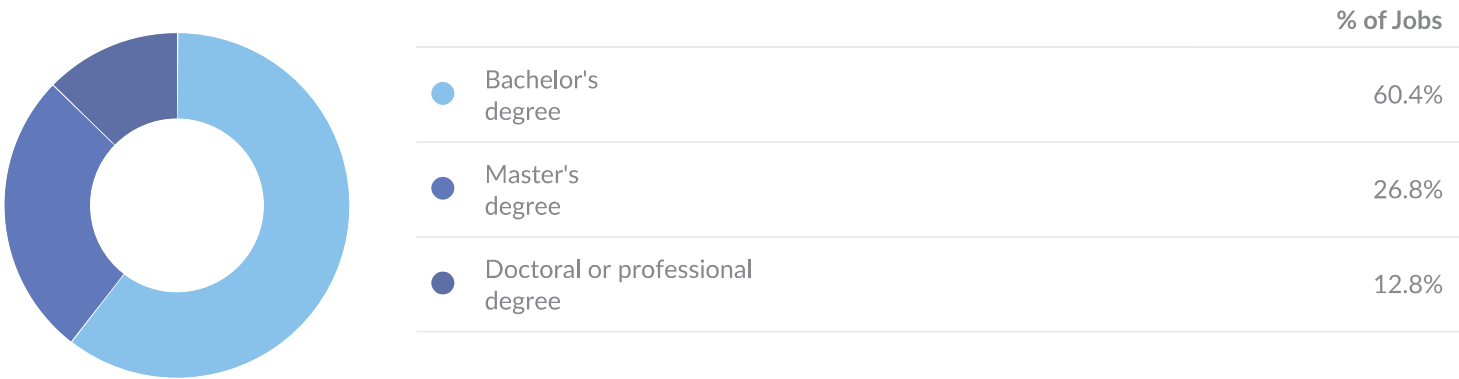 % of Jobs
Bachelor's
degree
60.4%
Master's
degree
26.8%
Doctoral or professional
degree
12.8%